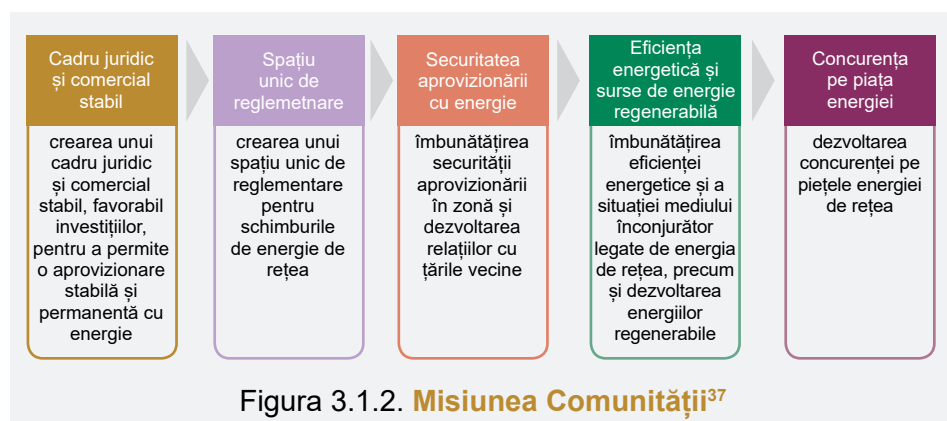 Cadru juridic
și comercial
stabil
crearea unui
cadru juridic
și comercial
stabil, favorabil
investițiilor,
pentru a permite
o aprovizionare
stabilă și
permanentă cu
energie
Spațiu
unic de
reglemetnare
crearea unui
spațiu unic de
reglementare
pentru
schimburile
de energie de
rețea
Securitatea
aprovizionării
cu energie
îmbunătățirea
securității
aprovizionării
în zonă și
dezvoltarea
relațiilor cu
țările vecine
Eficiența
energetică și
surse de energie
regenerabilă
îmbunătățirea
eficienței
energetice și a
situației mediului
înconjurător
legate de energia
de rețea, precum
și dezvoltarea
energiilor
regenerabile
Concurența
pe piața
energiei
dezvoltarea
concurenței pe
piețele energiei
de rețea
Figura 3.1.2. Misiunea Comunității³⁷